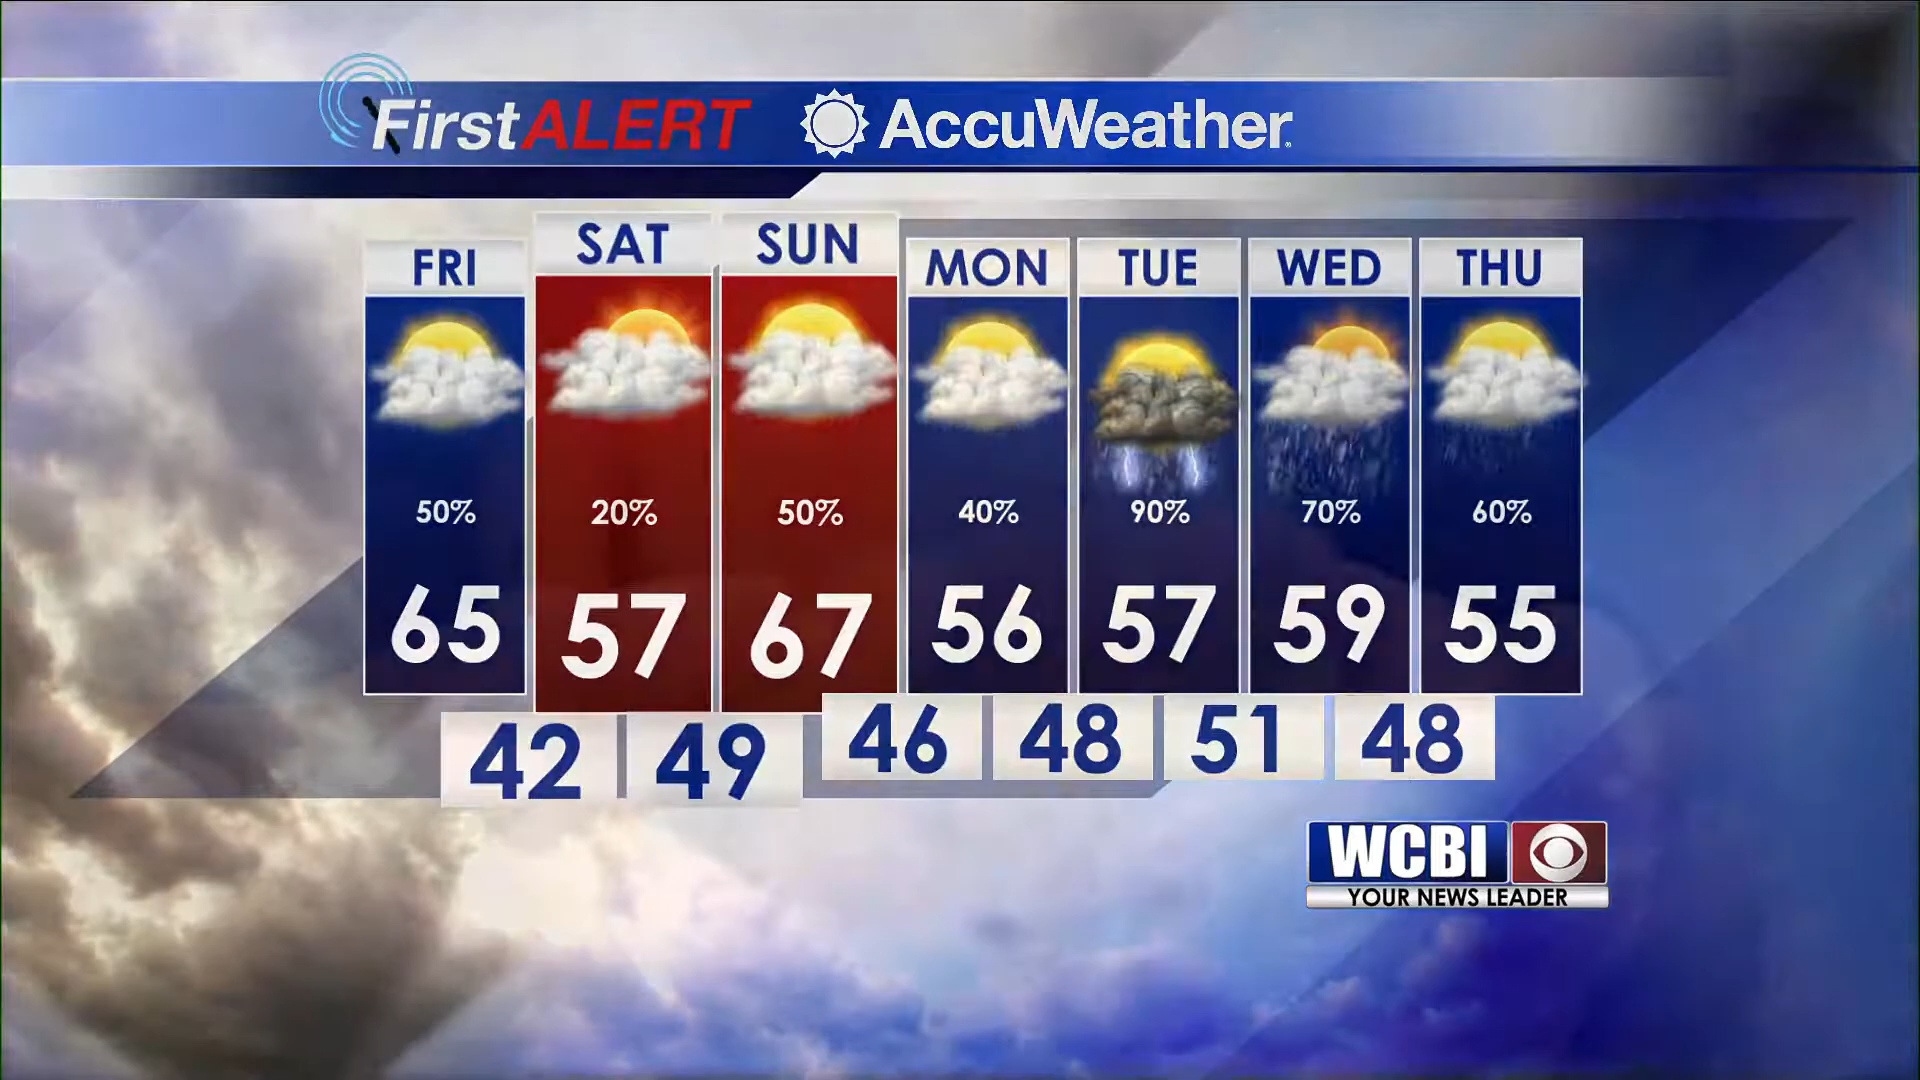 FirstALERT AccuWeather
FRI SAT SUN MON TUE WED THU
50% 20% 50% 40% 90% 70% 60%
65 57 67 56 57 59 55
42 49 46 48 51 48
WCBI
YOUR NEWS LEADER